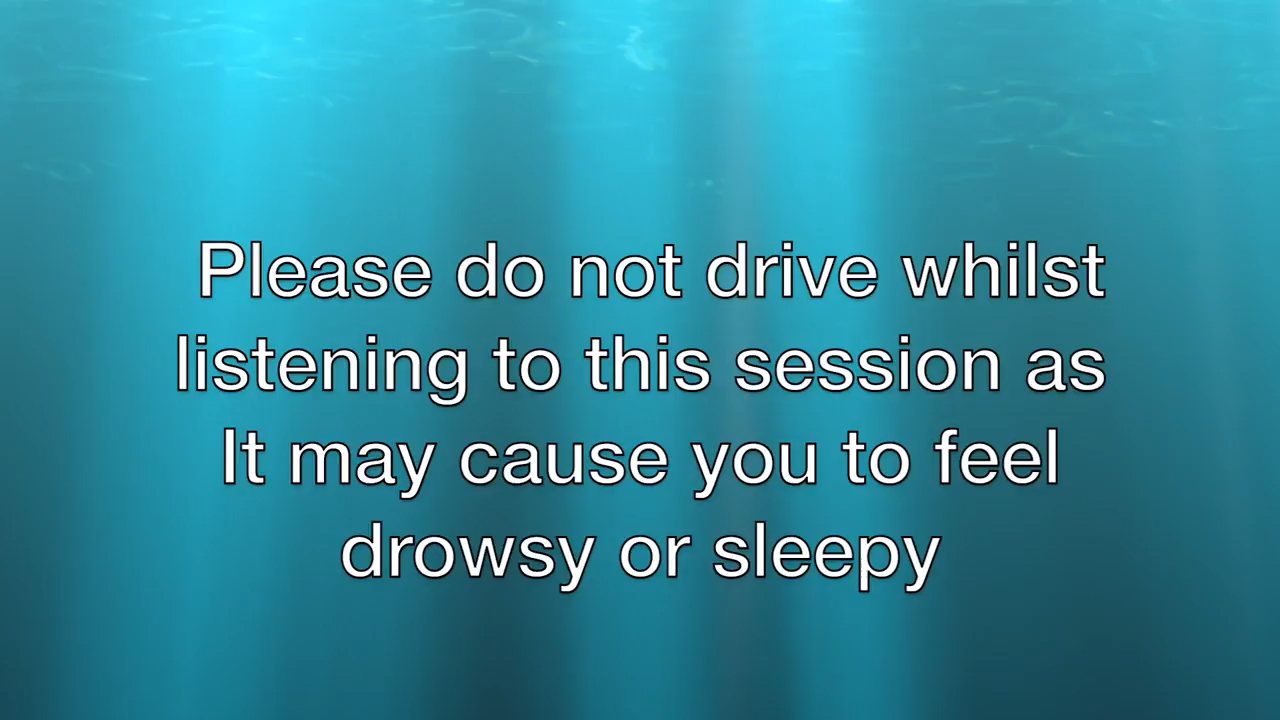 Please do not drive whilst
listening to this session as
It may cause you to feel
drowsy or sleepy